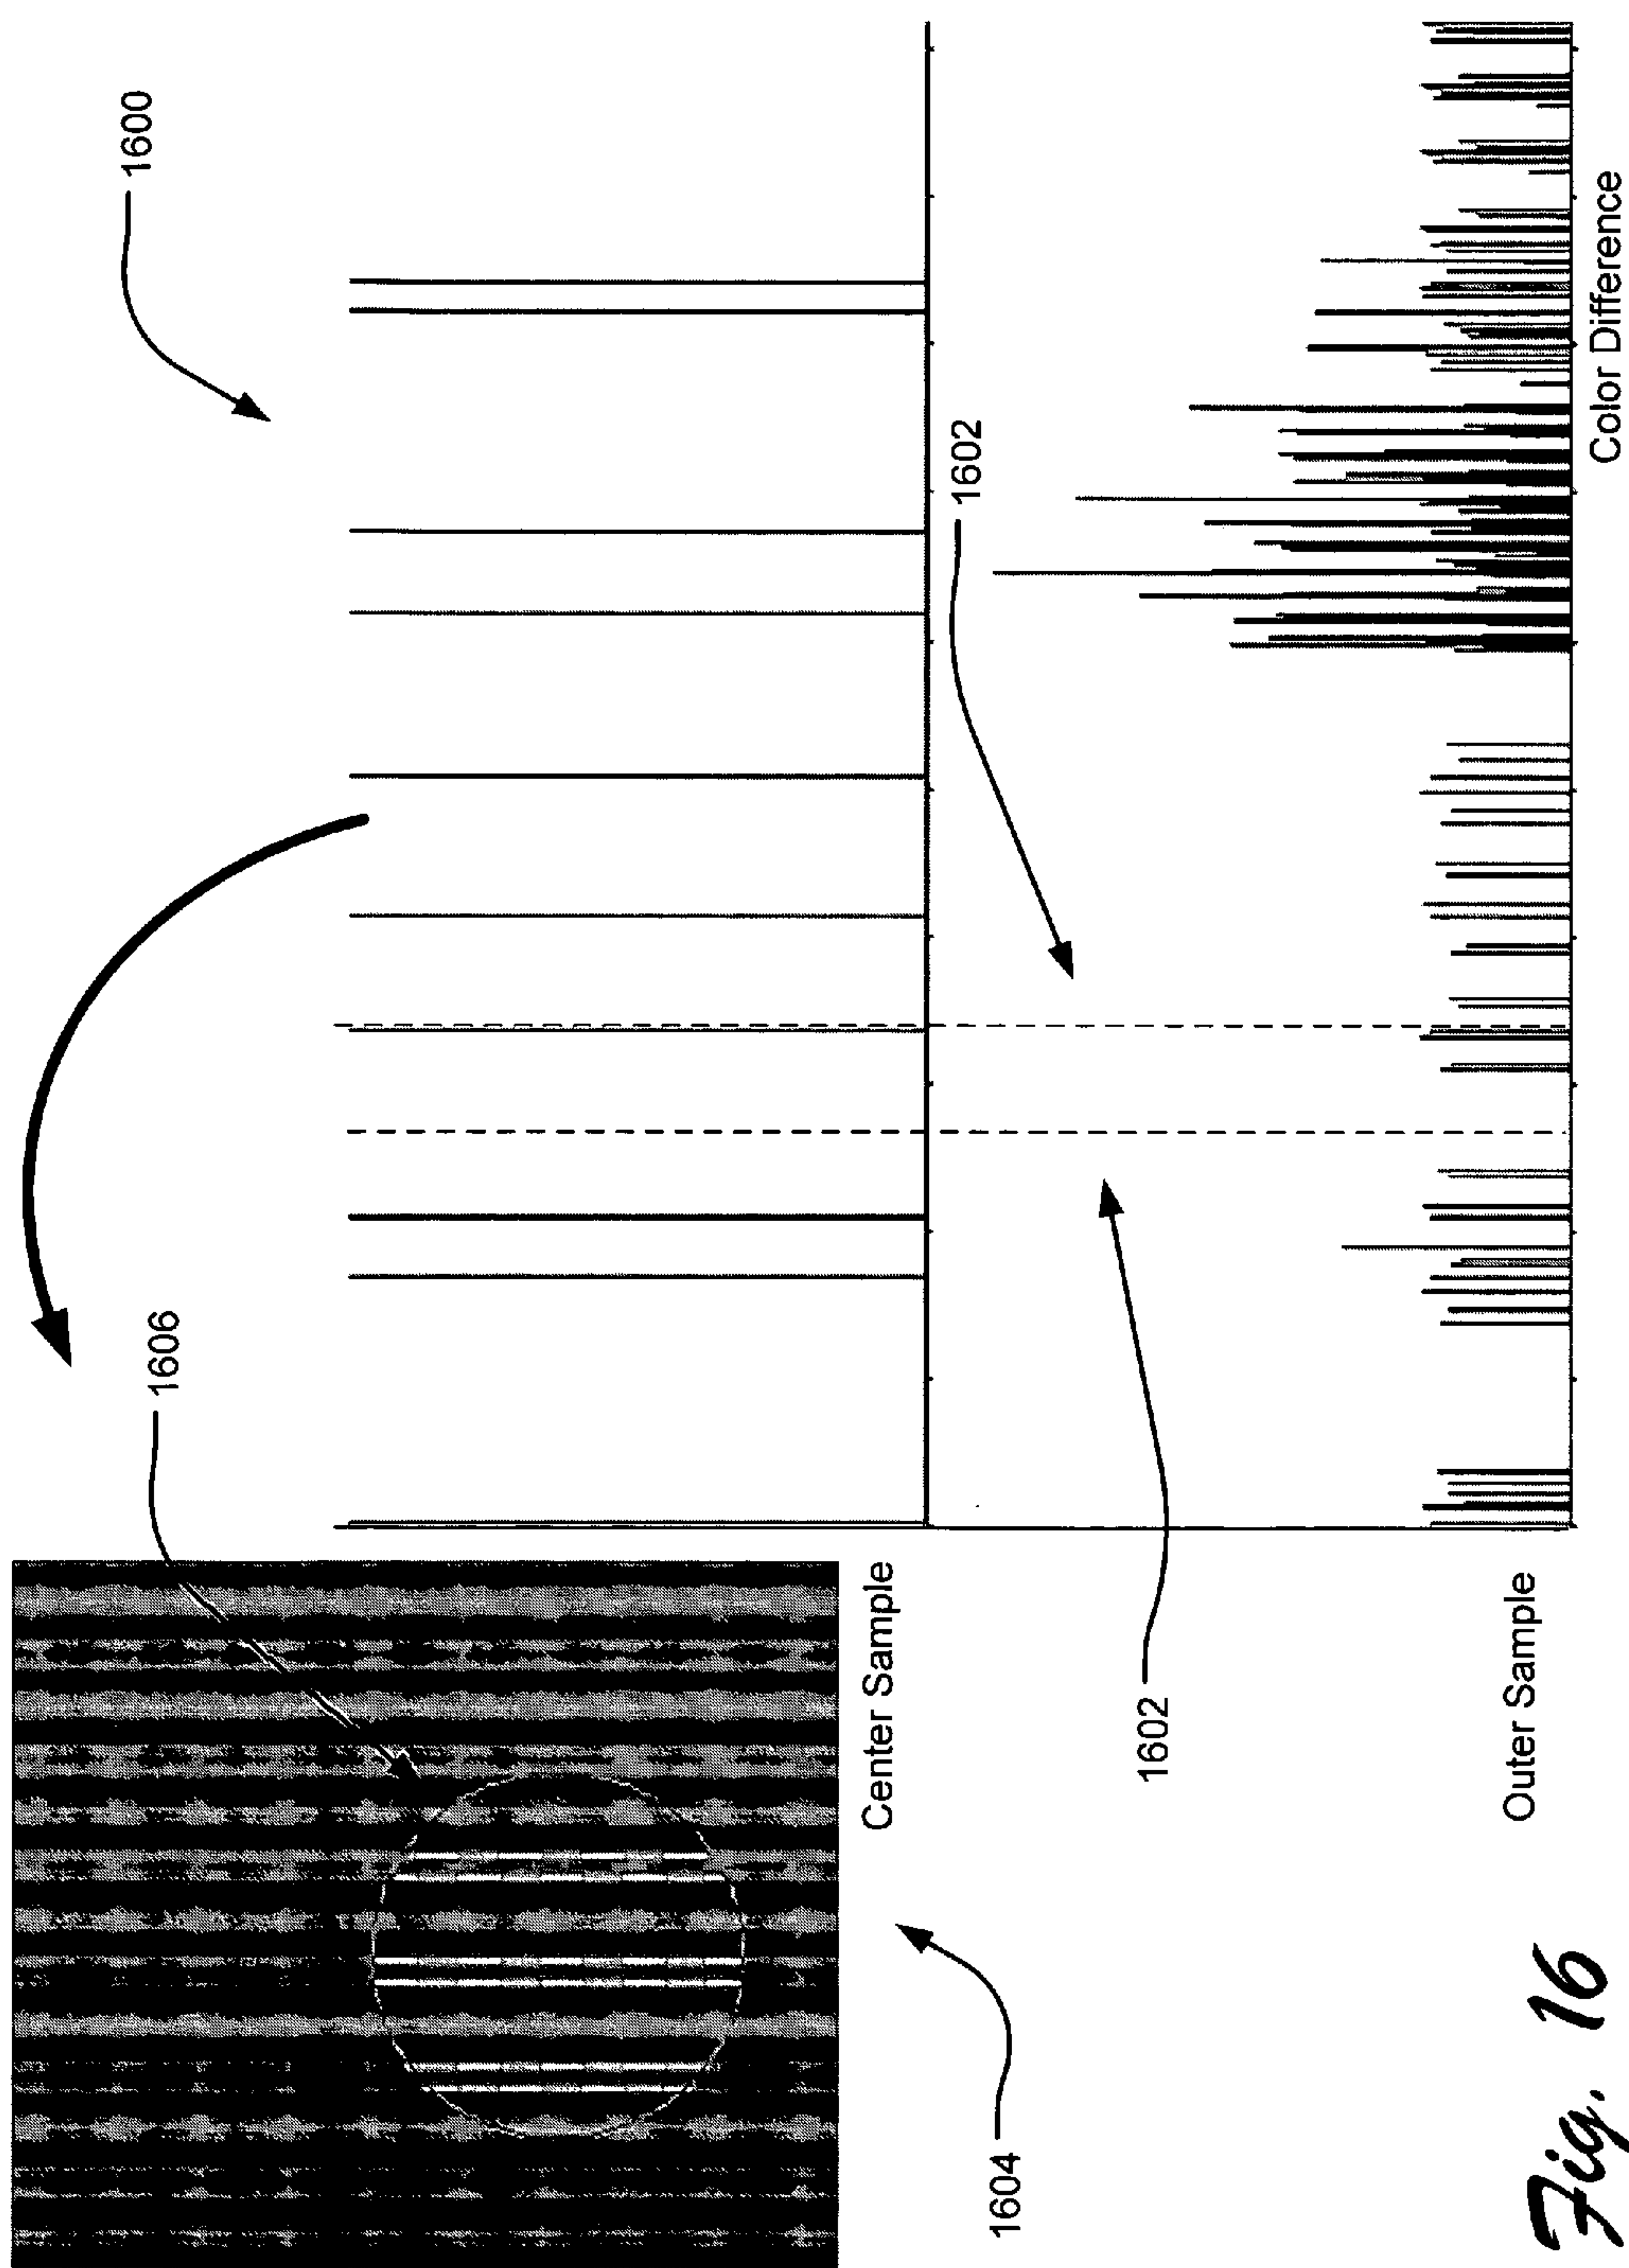 1600
1606
1602
Center Sample
1602
1604
Outer Sample
Color Difference
Fig. 16